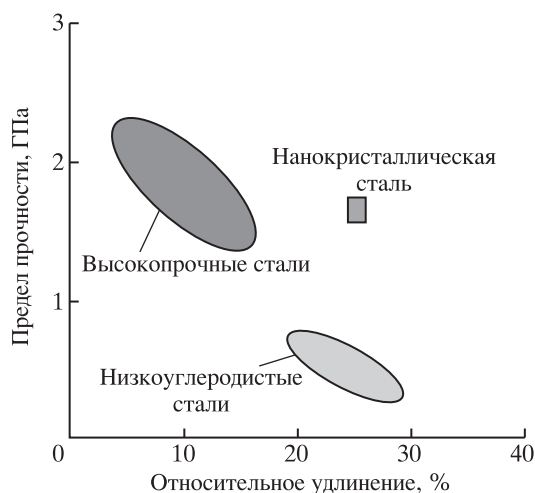 3
2
1
0
10
20
30
40
Предел прочности, ГПа
Относительное удлинение, %
Нанокристаллическая
сталь
Высокопрочные стали
Низкоуглеродистые
стали